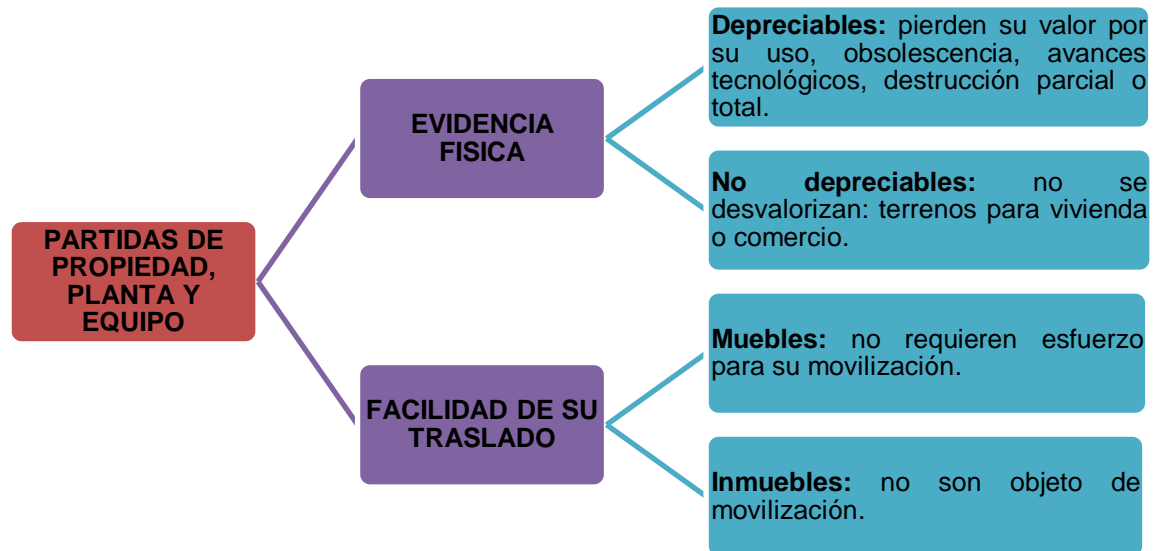 PARTIDAS DE
PROPIEDAD,
PLANTA Y
EQUIPO
EVIDENCIA
FISICA
Depreciables: pierden su valor por
su uso, obsolescencia, avances
tecnológicos, destrucción parcial o
total.
No depreciables: no se
desvalorizan: terrenos para vivienda
o comercio.
FACILIDAD DE SU
TRASLADO
Muebles: no requieren esfuerzo
para su movilización.
Inmuebles: no son objeto de
movilización.